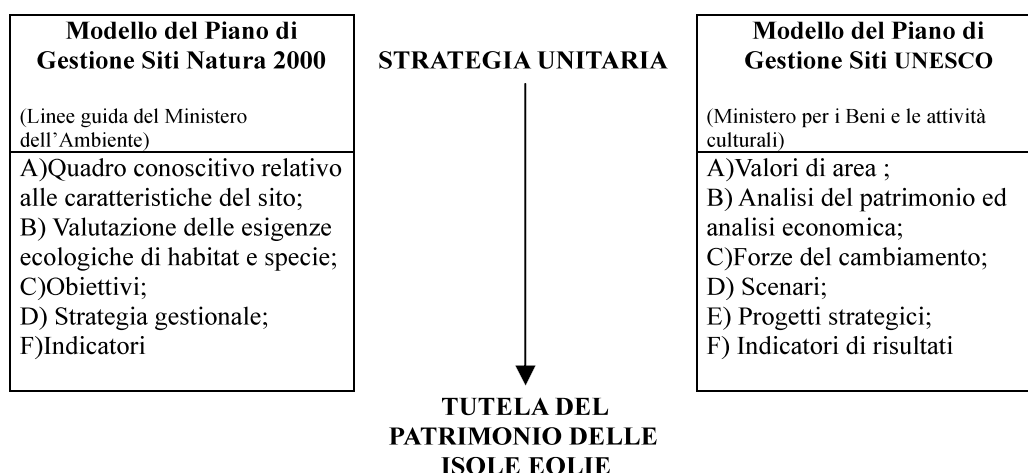 Modello del Piano di
Gestione Siti Natura 2000
(Linee guida del Ministero
dell'Ambiente)
A)Quadro conoscitivo relativo
alle caratteristiche del sito;
B) Valutazione delle esigenze
ecologiche di habitat e specie;
C)Obiettivi;
D) Strategia gestionale;
F)Indicatori
STRATEGIA UNITARIA
TUTELA DEL
PATRIMONIO DELLE
ISOLE EOLIE
Modello del Piano di
Gestione Siti UNESCO
(Ministero per i Beni e le attività
culturali)
A)Valori di area ;
B) Analisi del patrimonio ed
analisi economica;
C)Forze del cambiamento;
D) Scenari;
E) Progetti strategici;
F) Indicatori di risultati